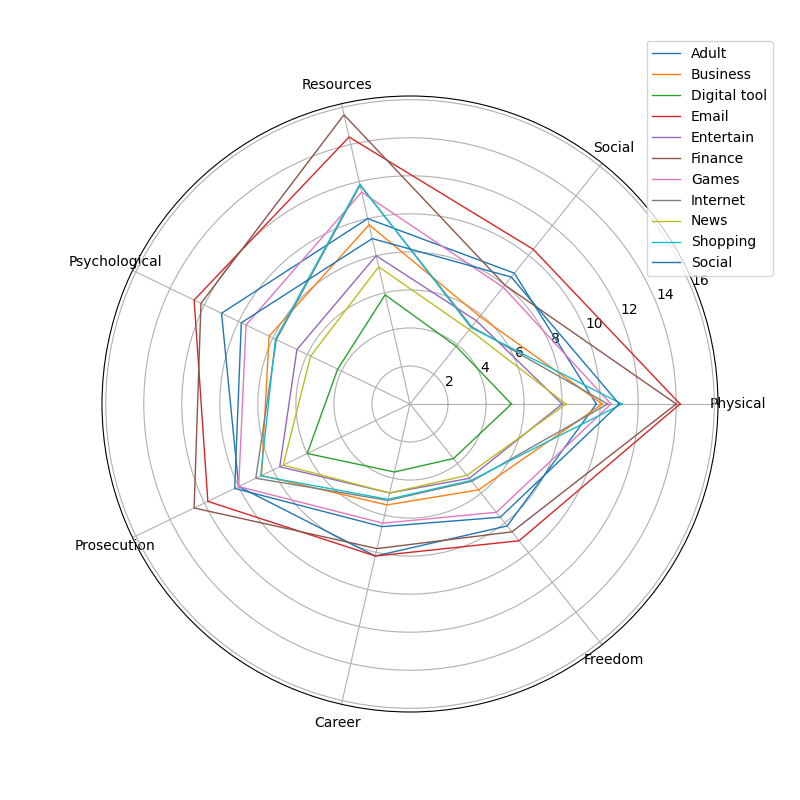 Resources
Social
Psychological
Physical
Prosecution
Career
Freedom
2
4
6
8
10
12
14
16
Adult
Business
Digital tool
Email
Entertain
Finance
Games
Internet
News
Shopping
Social